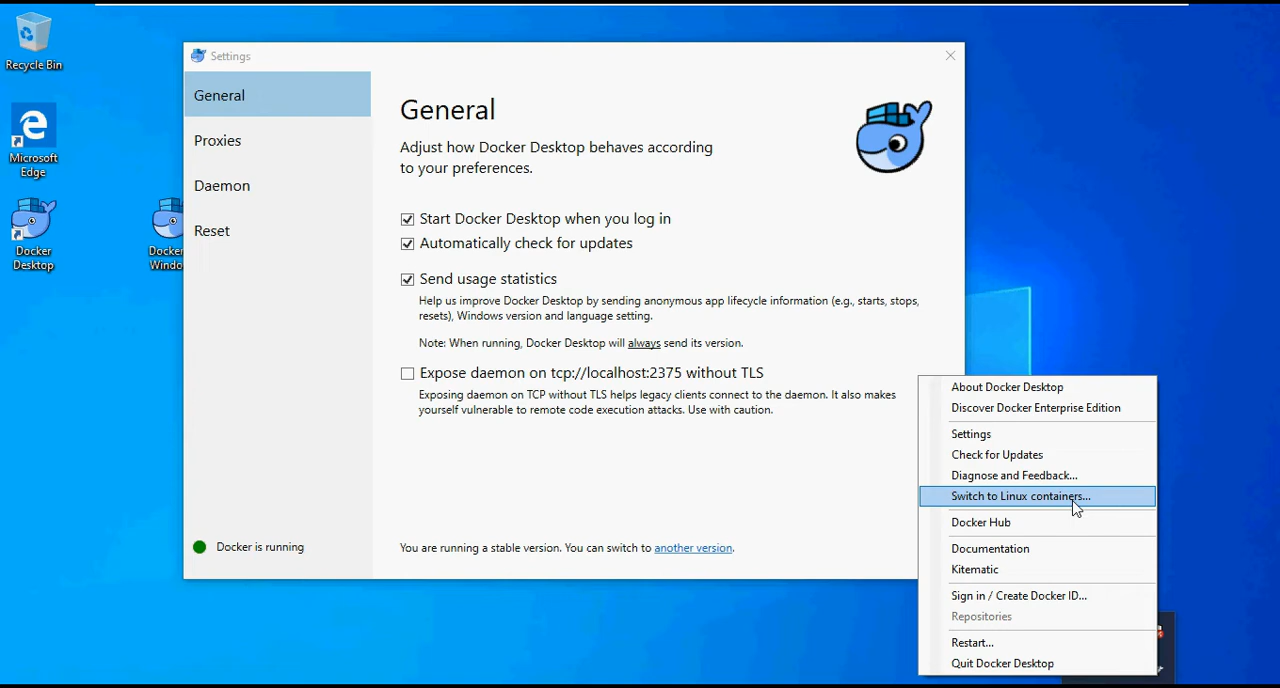 Recycle Bin
Microsoft
Edge
Docker
Desktop
Docker
Windo
Settings
General
Proxies
Daemon
Reset
Docker is running
General
Adjust how Docker Desktop behaves according
to your preferences.
Start Docker Desktop when you log in
Automatically check for updates
Send usage statistics
Help us improve Docker Desktop by sending anonymous app lifecycle information (e.g., starts, stops,
resets), Windows version and language setting.
Note: When running, Docker Desktop will always send its version.
Expose daemon on tcp://localhost:2375 without TLS
Exposing daemon on TCP without TLS helps legacy clients connect to the daemon. It also makes
yourself vulnerable to remote code execution attacks. Use with caution.
You are running a stable version. You can switch to another version.
About Docker Desktop
Discover Docker Enterprise Edition
Settings
Check for Updates
Diagnose and Feedback...
Switch to Linux containers...
Docker Hub
Documentation
Kitematic
Sign in / Create Docker ID...
Repositories
Restart...
Quit Docker Desktop